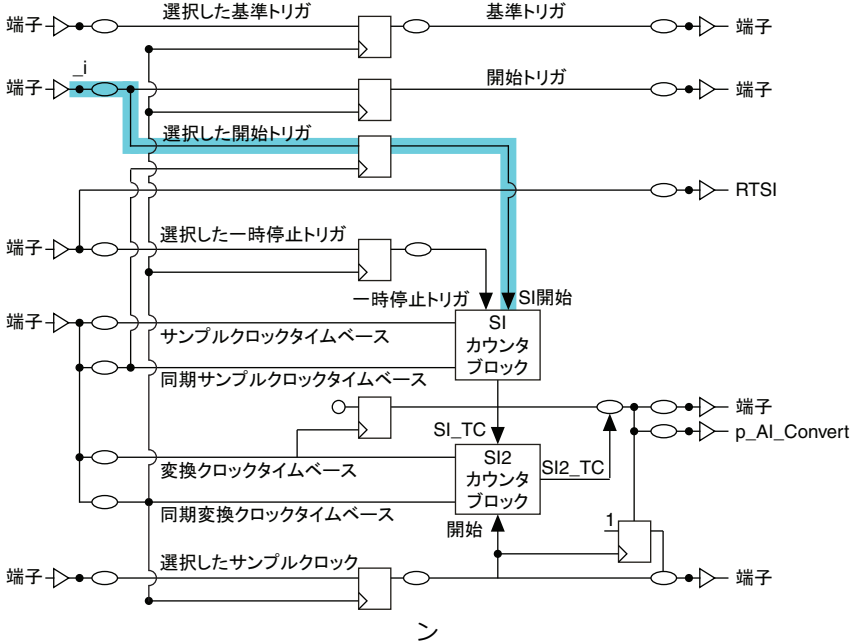 端子 選択した基準トリガ 基準トリガ 端子
_i
端子 開始トリガ 端子
選択した開始トリガ
RTSI
端子 選択した一時停止トリガ
一時停止トリガ SI開始
端子 サンプルクロックタイムベース
SI
カウンタ
ブロック
同期サンプルクロックタイムベース
端子
SI_TC
p_AI_Convert
変換クロックタイムベース
SI2
カウンタ
ブロック
SI2_TC
同期変換クロックタイムベース
開始
1
端子 選択したサンプルクロック 端子
ン